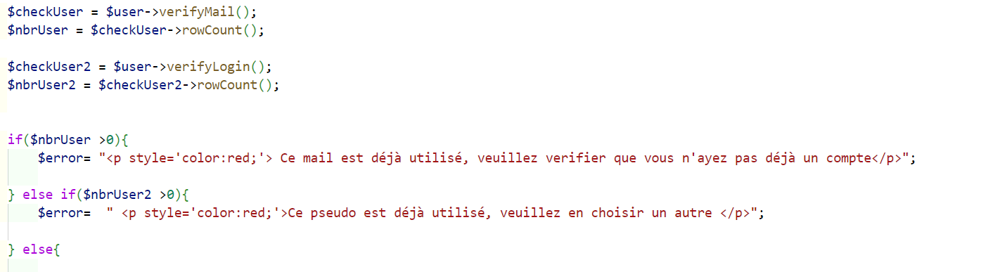 $checkUser = $user->verifyMail();
$nbrUser = $checkUser->rowCount();
$checkUser2 = $user->verifyLogin();
$nbrUser2 = $checkUser2->rowCount();
if($nbrUser >0){
$error= "<p style='color:red;'> Ce mail est déjà utilisé, veuillez verifier que vous n'ayez pas déjà un compte</p>";
} else if($nbrUser2 >0){
$error=  " <p style='color:red;'>Ce pseudo est déjà utilisé, veuillez en choisir un autre </p>";
} else{